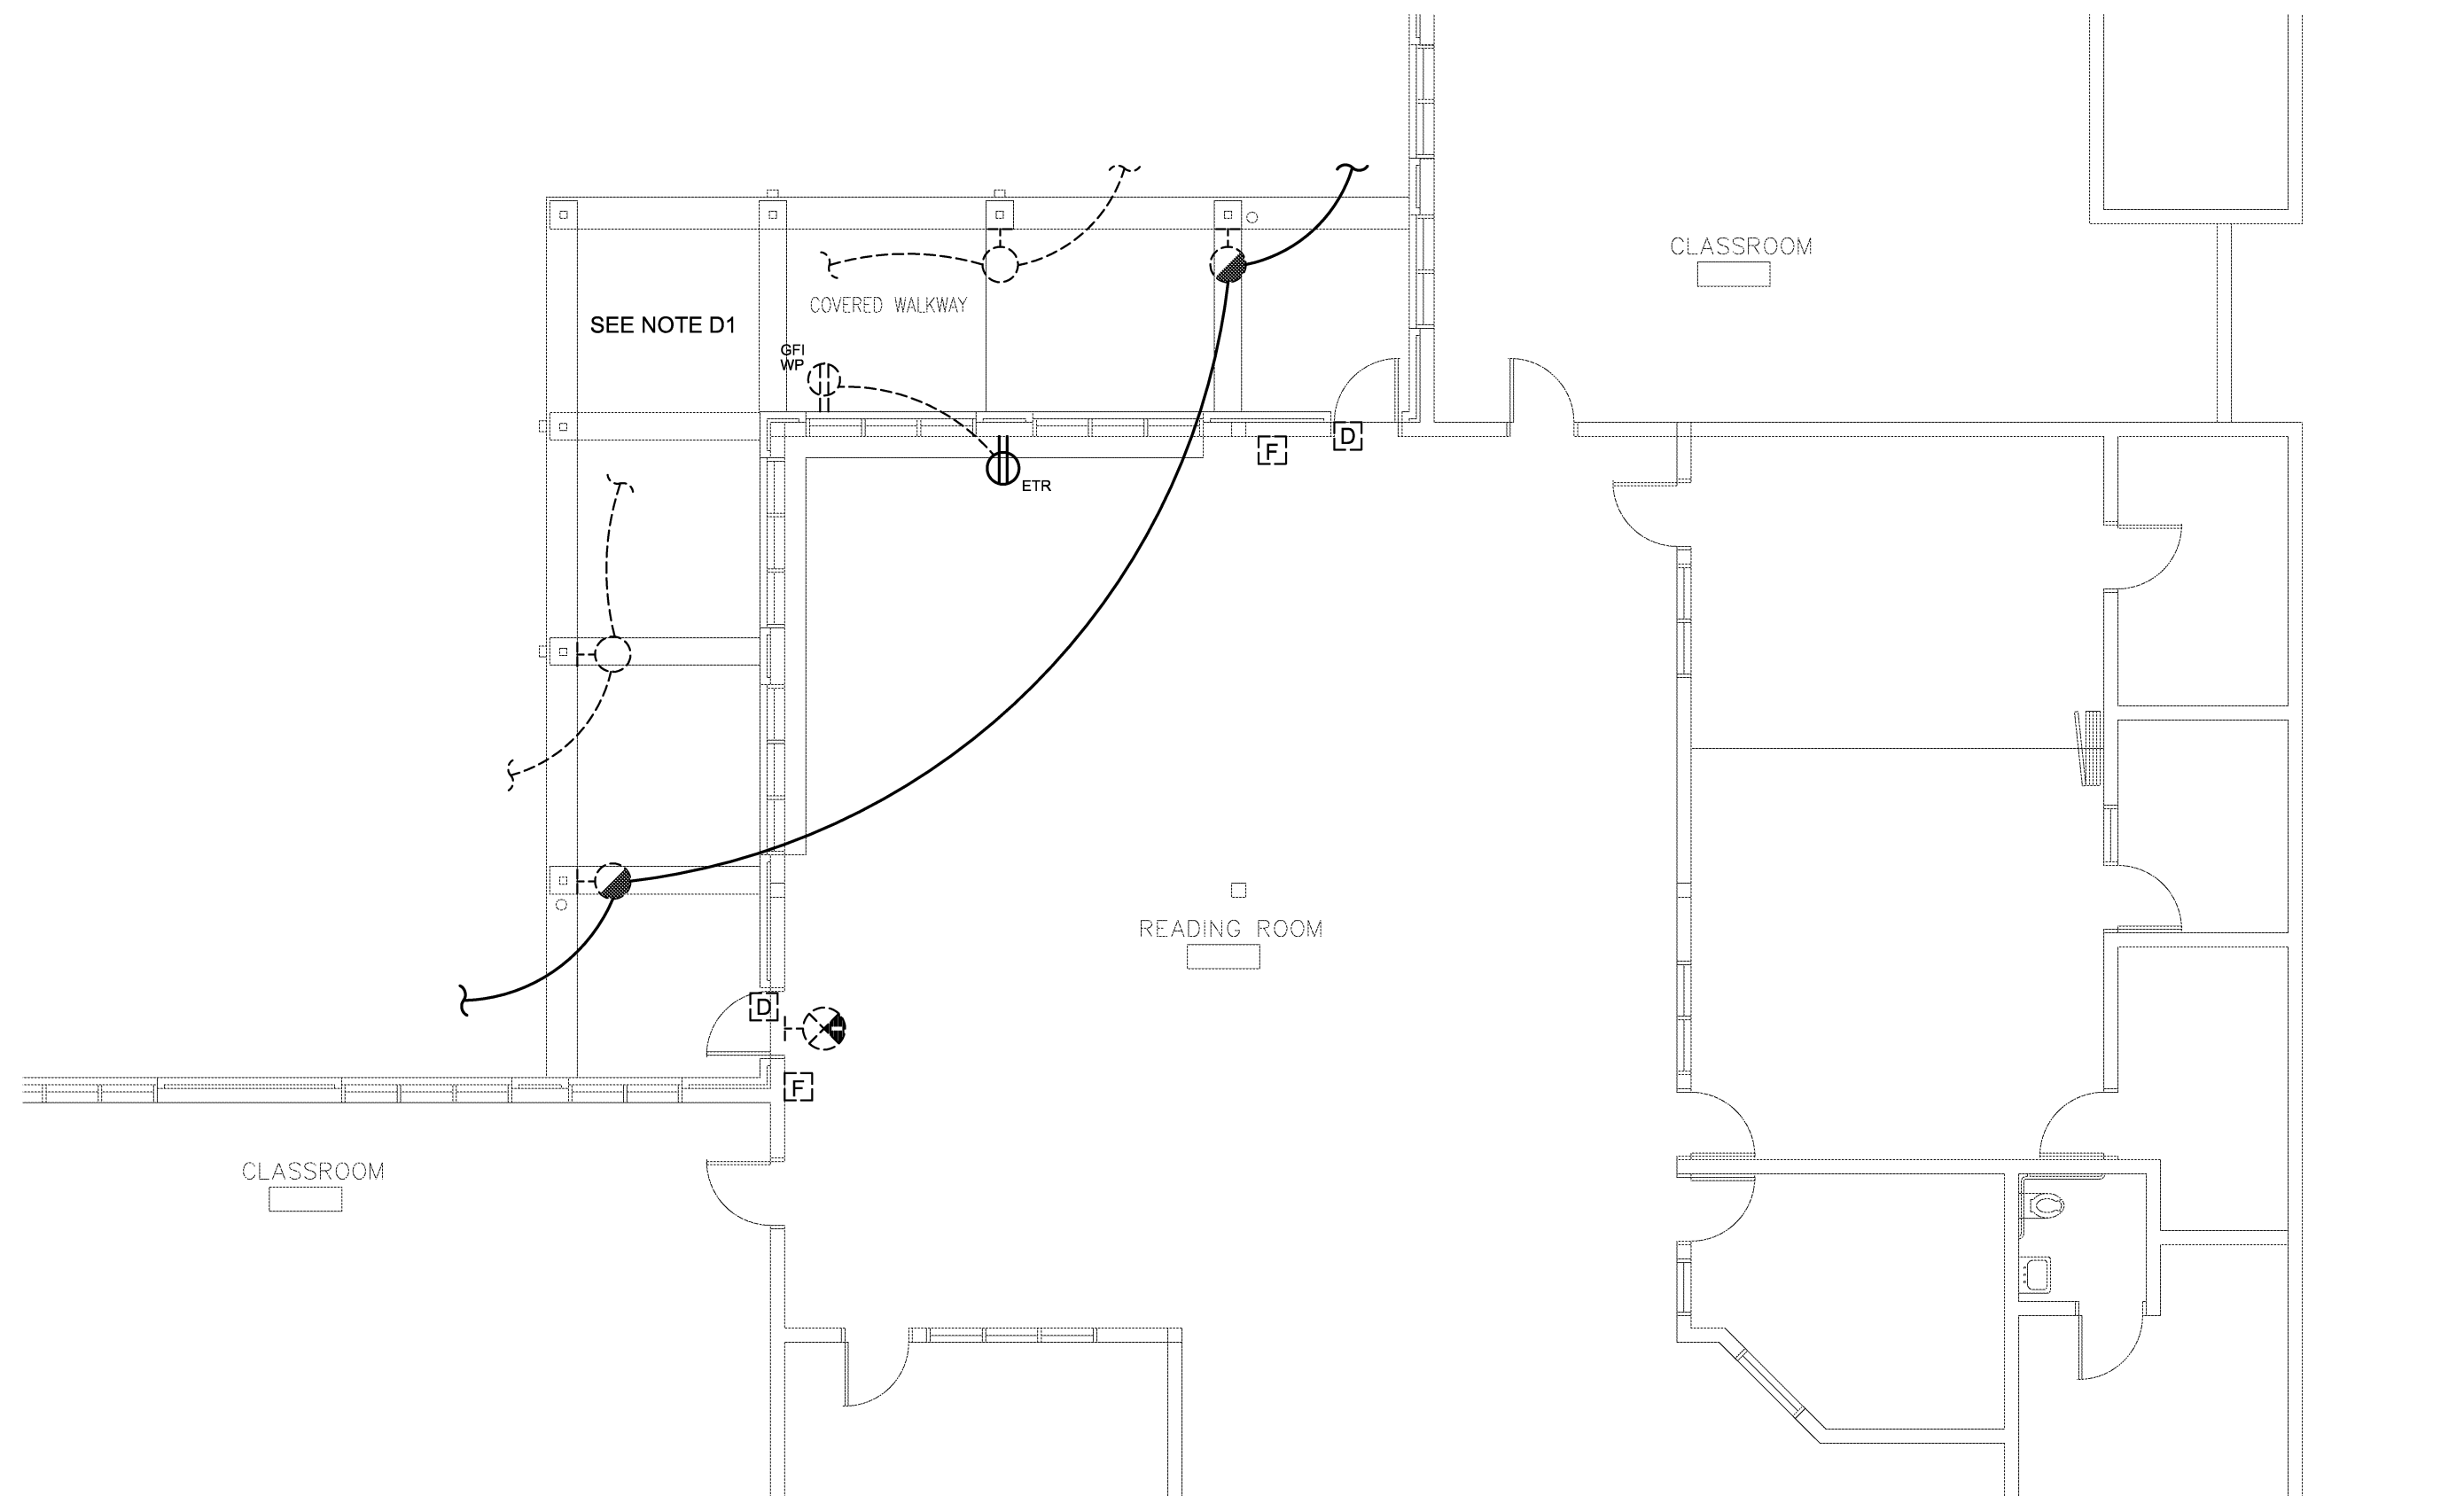 CLASSROOM
SEE NOTE D1
COVERED WALKWAY
GFI
WP
D
F
ETR
READING ROOM
D
F
CLASSROOM